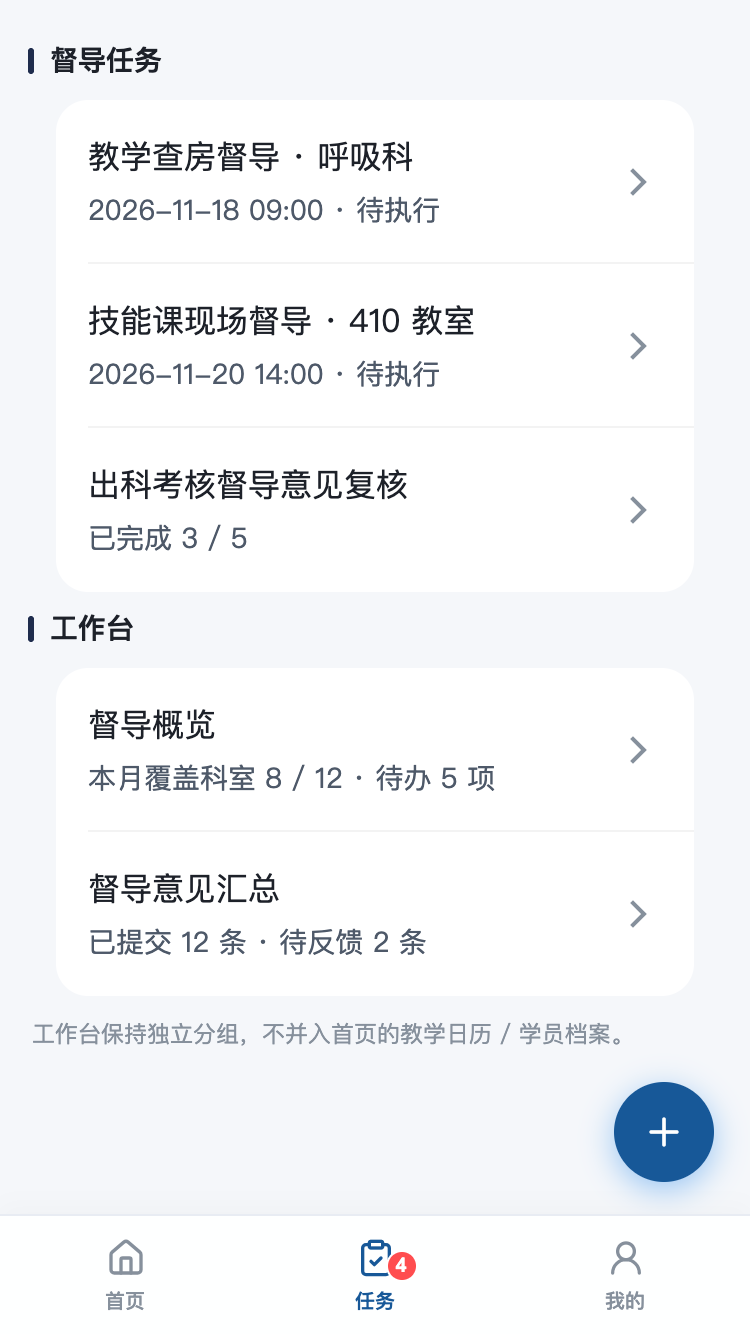 督导任务
教学查房督导 · 呼吸科
2026-11-18 09:00 · 待执行
技能课现场督导 · 410 教室
2026-11-20 14:00 · 待执行
出科考核督导意见复核
已完成 3 / 5
工作台
督导概览
本月覆盖科室 8 / 12 · 待办 5 项
督导意见汇总
已提交 12 条 · 待反馈 2 条
工作台保持独立分组，不并入首页的教学日历 / 学员档案。
4
首页
任务
我的